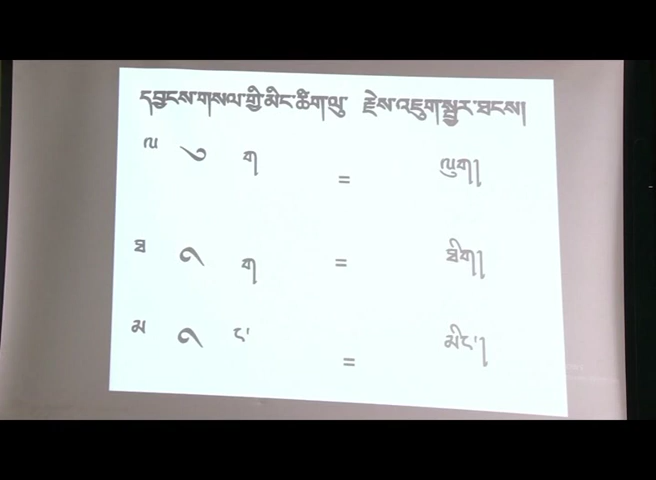 དབྱངས་གསལ་གྱི་མིང་ཚིག་ལུ་ རྗེས་འཇུག་སྦྱར་ཐངས།
ལ ུ ག = ལུག།
ཐ ི ག = ཐིག།
མ ི ང་ = མིང་།